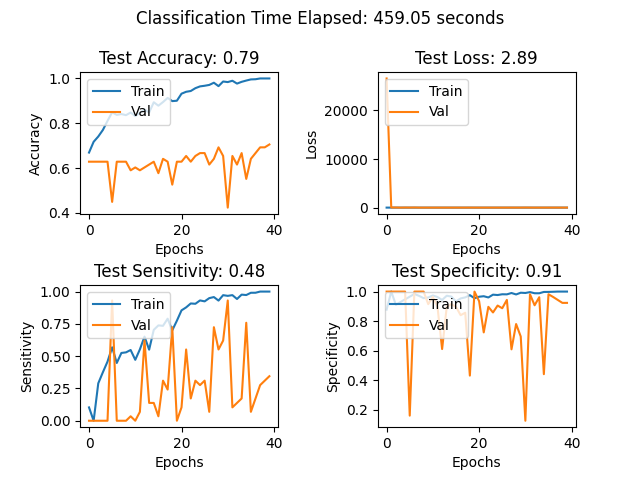 Classification Time Elapsed: 459.05 seconds
Test Accuracy: 0.79
1.0
0.8
0.6
0.4
Accuracy
Train
Val
0
20
40
Epochs
Test Loss: 2.89
20000
10000
0
Loss
Train
Val
0
20
40
Epochs
Test Sensitivity: 0.48
1.00
0.75
0.50
0.25
0.00
Sensitivity
Train
Val
0
20
40
Epochs
Test Specificity: 0.91
1.0
0.8
0.6
0.4
0.2
Specificity
Train
Val
0
20
40
Epochs